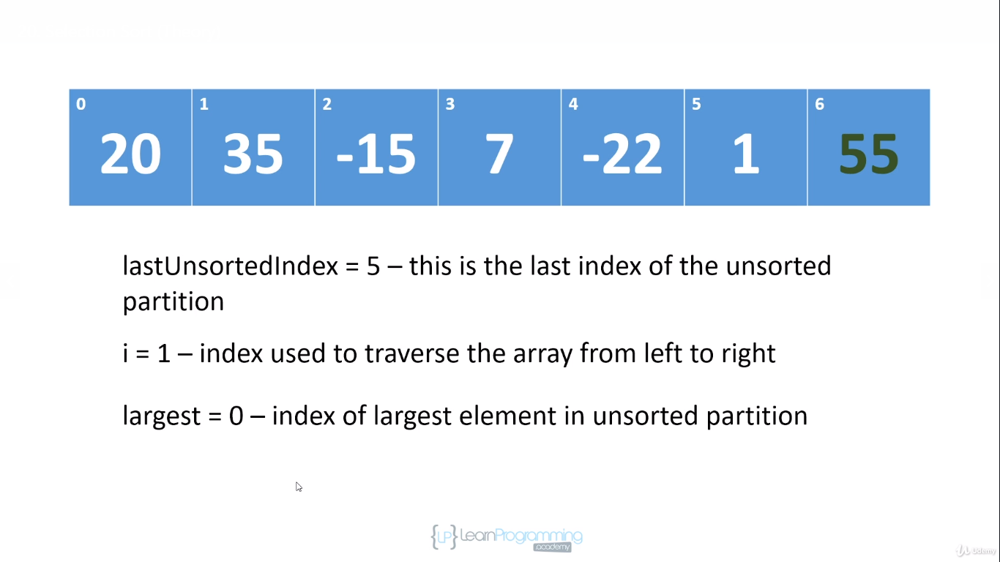 0 1 2 3 4 5 6
20 35 -15 7 -22 1 55
lastUnsortedIndex = 5 – this is the last index of the unsorted
partition
i = 1 – index used to traverse the array from left to right
largest = 0 – index of largest element in unsorted partition
{LP} LearnProgramming
.academy
Udemy